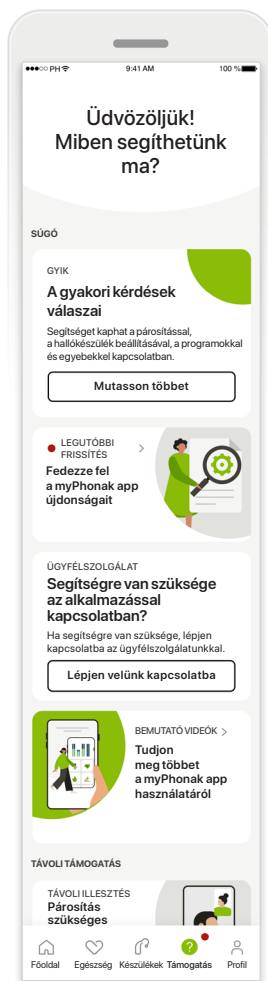 PH
9:41 AM
100 %
Üdvözöljük!
Miben segíthetünk
ma?
SÚGÓ
GYIK
A gyakori kérdések
válaszai
Segítséget kaphat a párosítással,
a hallókészülék beállításával, a programokkal
és egyebekkel kapcsolatban.
Mutasson többet
LEGUTÓBBI
FRISSÍTÉS
Fedezze fel
a myPhonak app
újdonságait
ÜGYFÉLSZOLGÁLAT
Segítségre van szüksége
az alkalmazással
kapcsolatban?
Ha segítségre van szüksége, lépjen
kapcsolatba az ügyfélszolgálatunkkal.
Lépjen velünk kapcsolatba
BEMUTATÓ VIDEÓK
Tudjon
meg többet
a myPhonak app
használatáról
TÁVOLI TÁMOGATÁS
TÁVOLI ILLESZTÉS
Párosítás
szükséges
Főoldal Egészség Készülékek Támogatás Profil